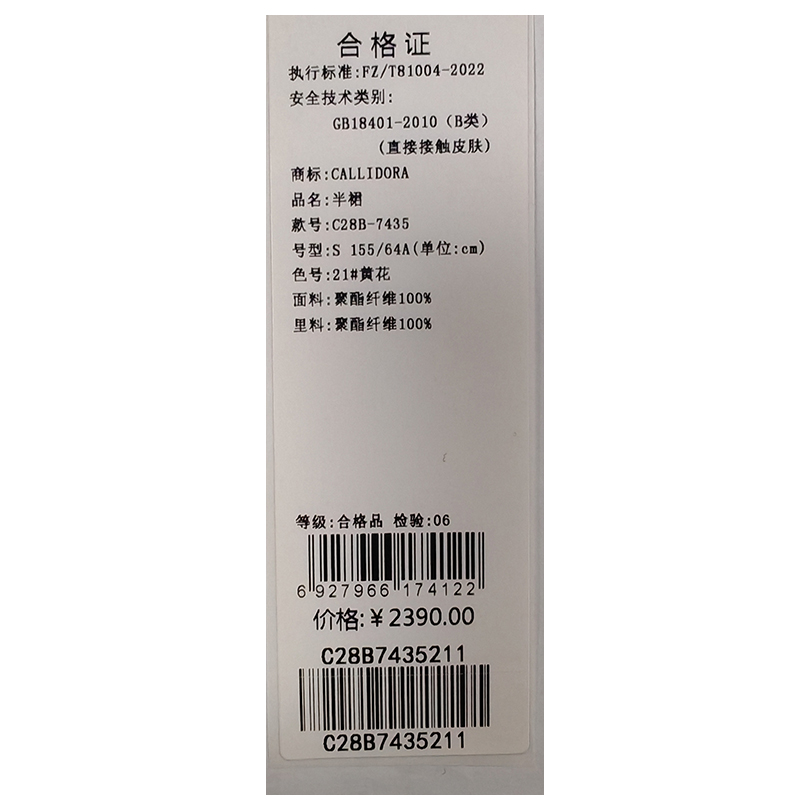 合格证
执行标准:FZ/T81004-2022
安全技术类别:
GB18401-2010（B类）
(直接接触皮肤)
商标:CALLIDORA
品名:半裙
款号:C28B-7435
号型:S 155/64A(单位:cm)
色号:21#黄花
面料:聚酯纤维100%
里料:聚酯纤维100%
等级:合格品 检验:06
6 927966 174122
价格:￥2390.00
C28B7435211
C28B7435211